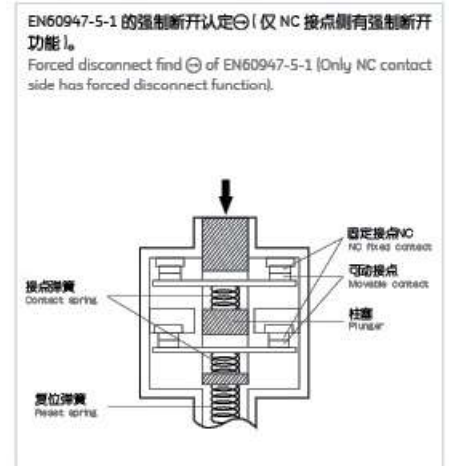 EN60947-5-1 的强制断开认定⊖( 仅 NC 接点侧有强制断开
功能 )。
Forced disconnect find ⊖ of EN60947-5-1 (Only NC contact
side has forced disconnect function).
固定接点NC
NC fixed contact
可动接点
Movable contact
接点弹簧
Contact spring
柱塞
Plunger
复位弹簧
Reset spring